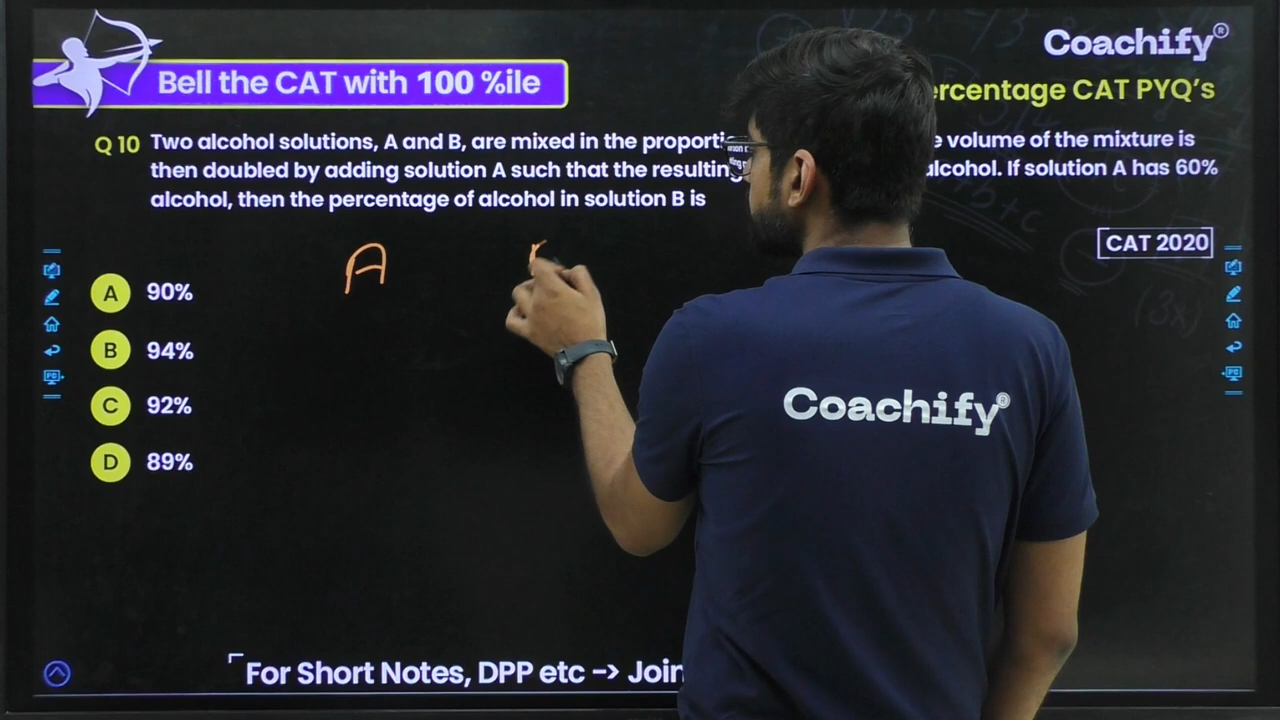 Coachify®
Bell the CAT with 100 %ile
ercentage CAT PYQ's
Q 10 Two alcohol solutions, A and B, are mixed in the proporti e volume of the mixture is
then doubled by adding solution A such that the resulting alcohol. If solution A has 60%
alcohol, then the percentage of alcohol in solution B is
CAT 2020
A
A 90%
B 94%
C 92%
D 89%
(3x)
Coachify®
For Short Notes, DPP etc -> Join